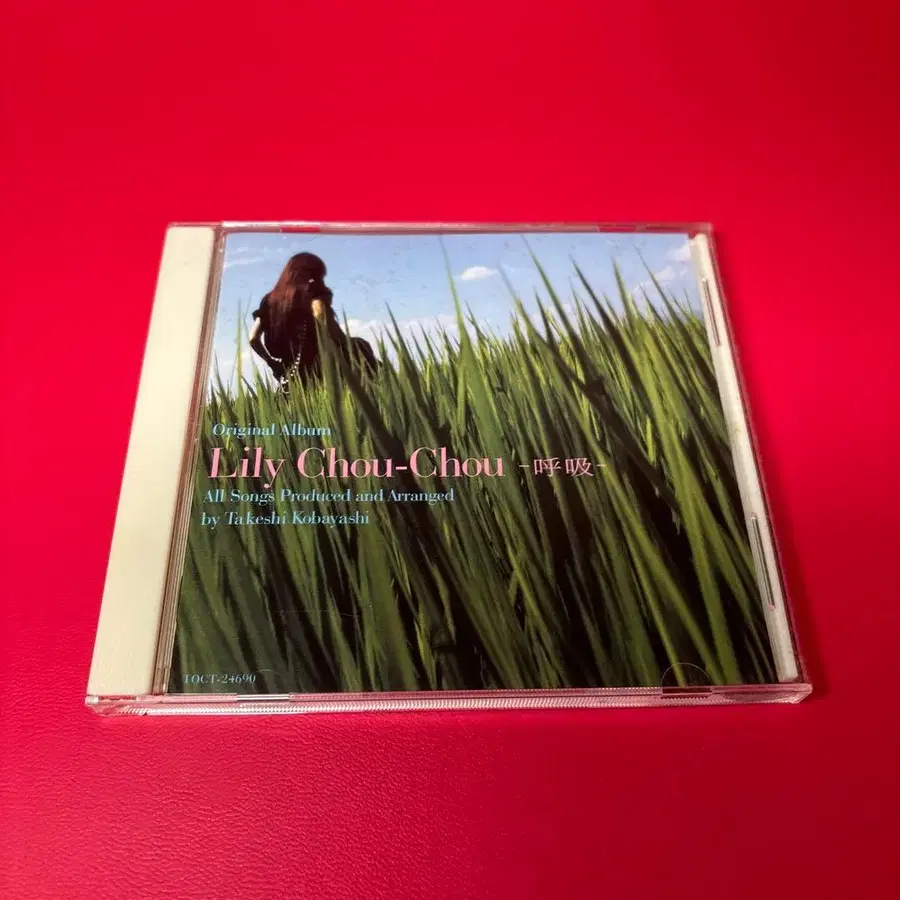 Original Album
Lily Chou-Chou -呼吸-
All Songs Produced and Arranged
by Takeshi Kobayashi
TOCT-24690